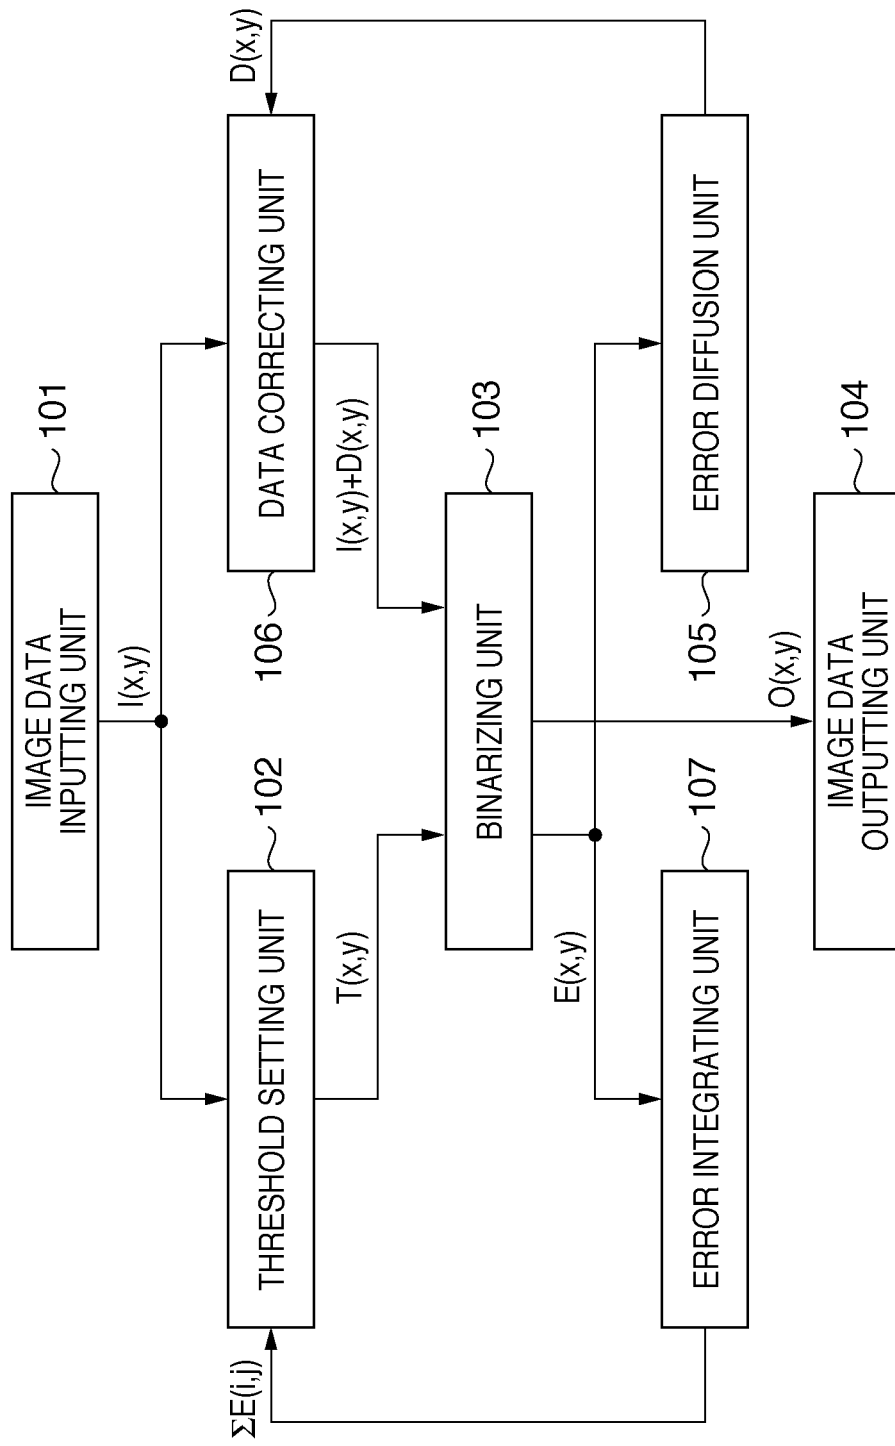 101
IMAGE DATA
INPUTTING UNIT
I(x,y)
ΣE(i,j)
D(x,y)
102
THRESHOLD SETTING UNIT
106
DATA CORRECTING UNIT
T(x,y)
I(x,y)+D(x,y)
103
BINARIZING UNIT
E(x,y)
107
ERROR INTEGRATING UNIT
105
ERROR DIFFUSION UNIT
O(x,y)
104
IMAGE DATA
OUTPUTTING UNIT